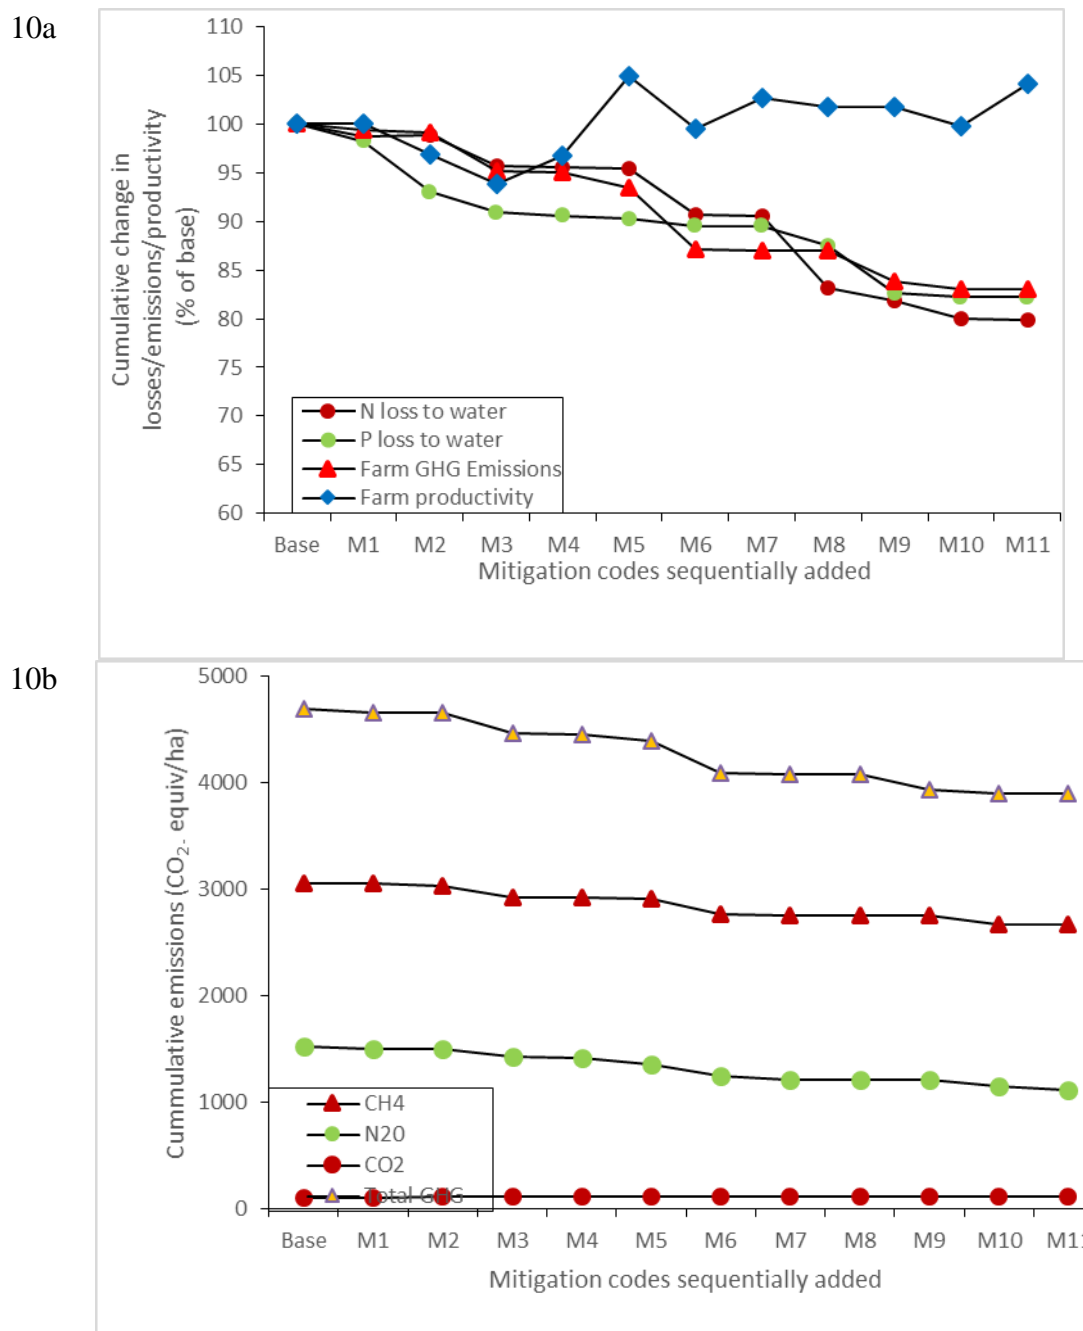 10a
110
105
100
95
90
85
80
75
70
65
60
Cumulative change in
losses/emissions/productivity
(% of base)
N loss to water
P loss to water
Farm GHG Emissions
Farm productivity
Base M1 M2 M3 M4 M5 M6 M7 M8 M9 M10 M11
Mitigation codes sequentially added
10b
5000
4000
3000
2000
1000
0
Cummulative emissions (CO2- equiv/ha)
CH4
N20
CO2
Total GHG
Base M1 M2 M3 M4 M5 M6 M7 M8 M9 M10 M11
Mitigation codes sequentially added